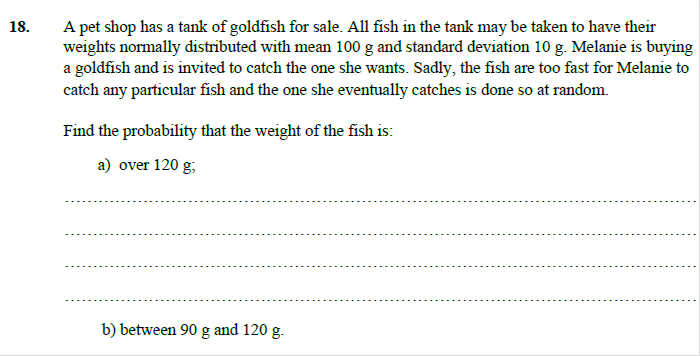 18. A pet shop has a tank of goldfish for sale. All fish in the tank may be taken to have their
weights normally distributed with mean 100 g and standard deviation 10 g. Melanie is buying
a goldfish and is invited to catch the one she wants. Sadly, the fish are too fast for Melanie to
catch any particular fish and the one she eventually catches is done so at random.
Find the probability that the weight of the fish is:
a) over 120 g;
b) between 90 g and 120 g.